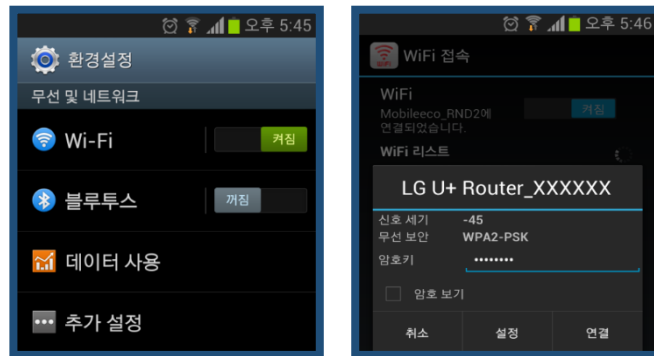 오후 5:45
환경설정
무선 및 네트워크
Wi-Fi
켜짐
블루투스
꺼짐
데이터 사용
추가 설정
오후 5:46
WiFi 접속
WiFi
Mobileeco_RND2에
연결되었습니다.
켜짐
WiFi 리스트
LG U+ Router_XXXXXX
신호 세기 -45
무선 보안 WPA2-PSK
암호키 ••••••••
암호 보기
취소 설정 연결